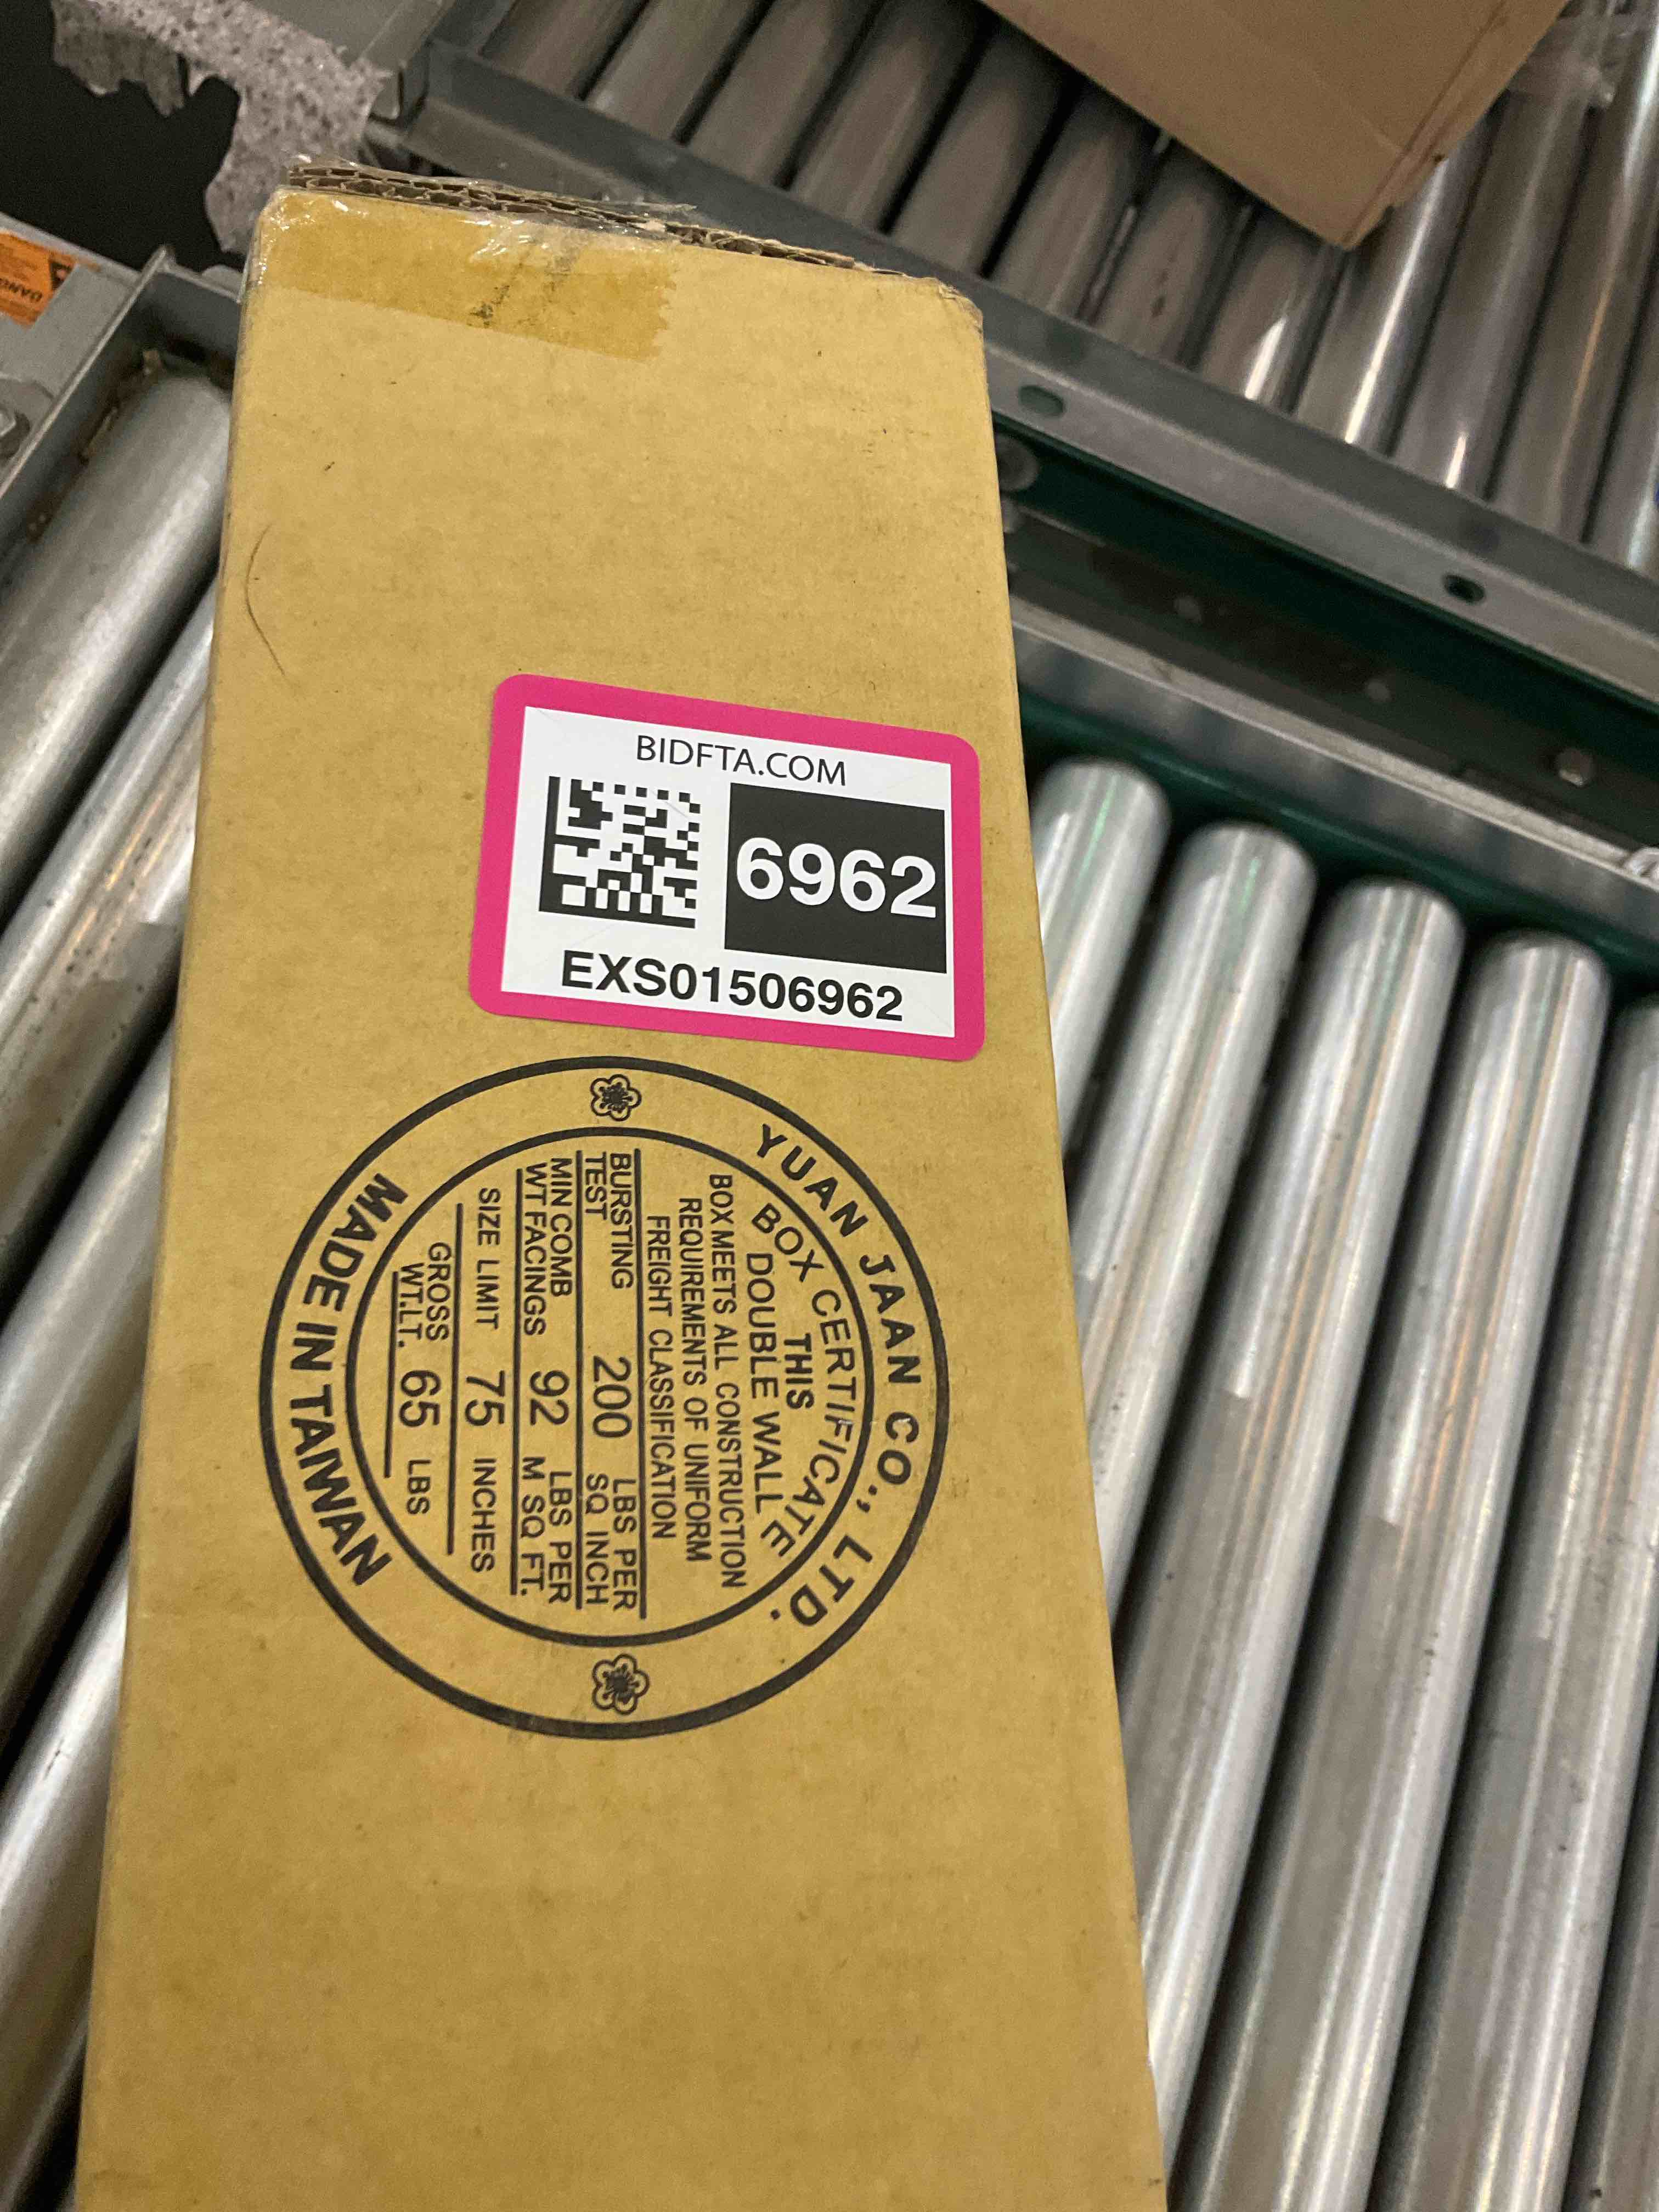 BIDFTA.COM
6962
EXS01506962
YUAN JAAN CO., LTD.
BOX CERTIFICATE
THIS
DOUBLE WALL
BOX MEETS ALL CONSTRUCTION
REQUIREMENTS OF UNIFORM
FREIGHT CLASSIFICATION
BURSTING TEST 200 LBS PER SQ INCH
MIN COMB WT FACINGS 92 LBS PER M SQ FT.
SIZE LIMIT 75 INCHES
GROSS WT.LT. 65 LBS
MADE IN TAIWAN
DANGER